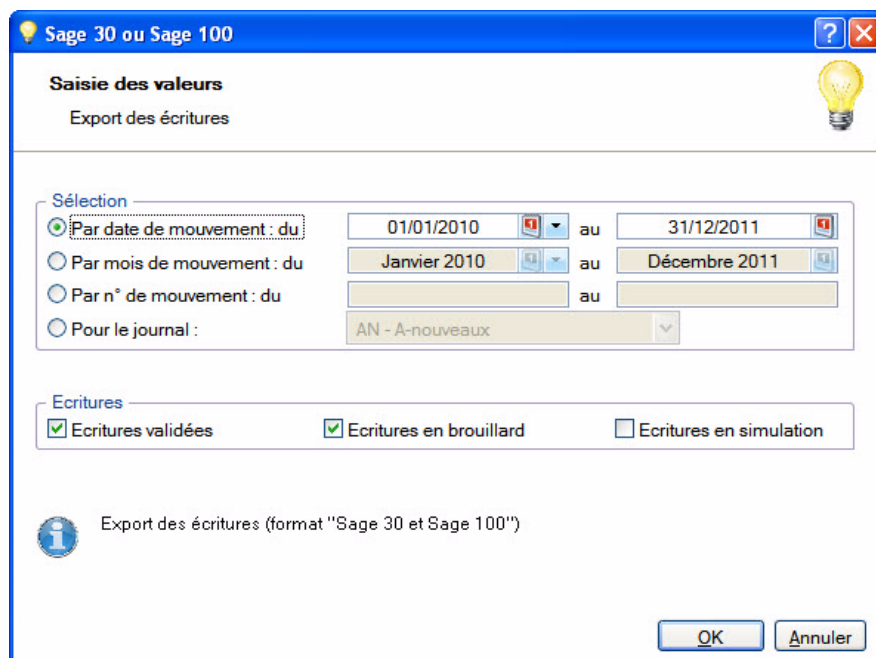 Sage 30 ou Sage 100
Saisie des valeurs
Export des écritures
Sélection
Par date de mouvement : du 01/01/2010 au 31/12/2011
Par mois de mouvement : du Janvier 2010 au Décembre 2011
Par n° de mouvement : du au
Pour le journal : AN - A-nouveaux
Ecritures
Ecritures validées Ecritures en brouillard Ecritures en simulation
Export des écritures (format "Sage 30 et Sage 100")
OK Annuler